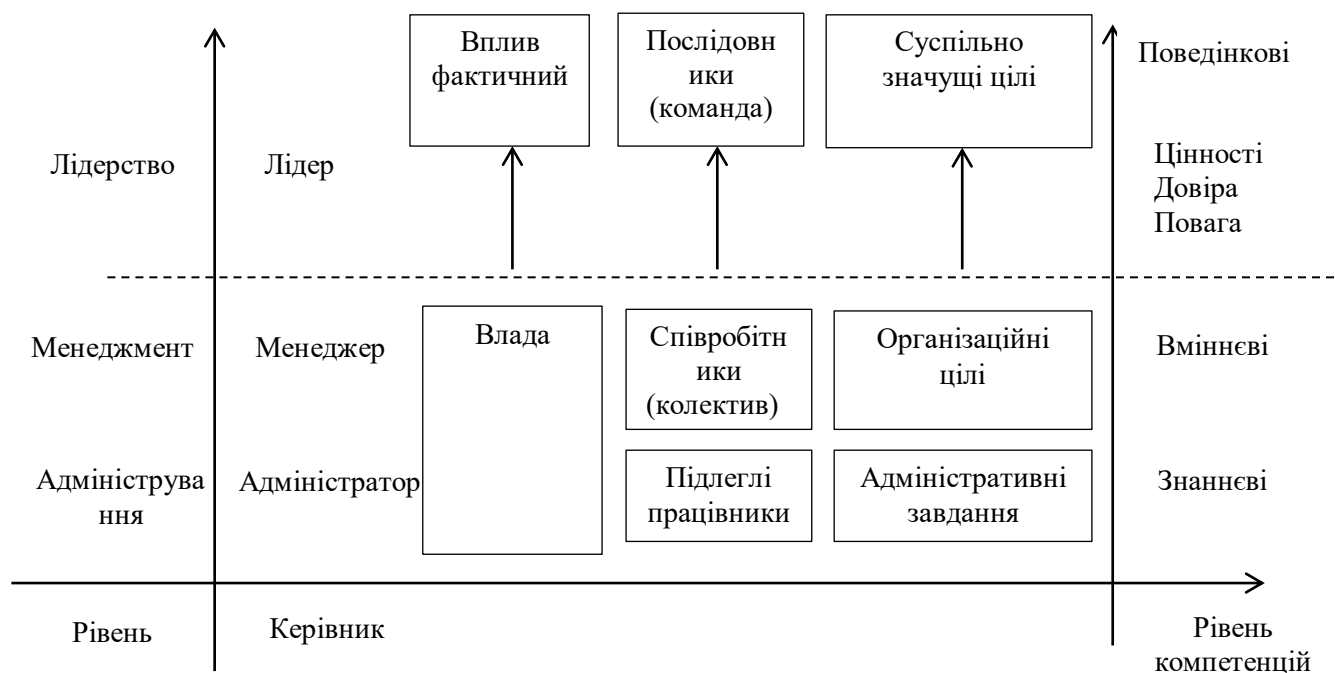 Вплив
фактичний
Послідовн
ики
(команда)
Суспільно
значущі цілі
Поведінкові
Лідерство
Лідер
Цінності
Довіра
Повага
Менеджмент
Менеджер
Влада
Співробітн
ики
(колектив)
Організаційні
цілі
Вміннєві
Адмініструва
ння
Адміністратор
Підлеглі
працівники
Адміністративні
завдання
Знаннєві
Рівень
Керівник
Рівень
компетенцій